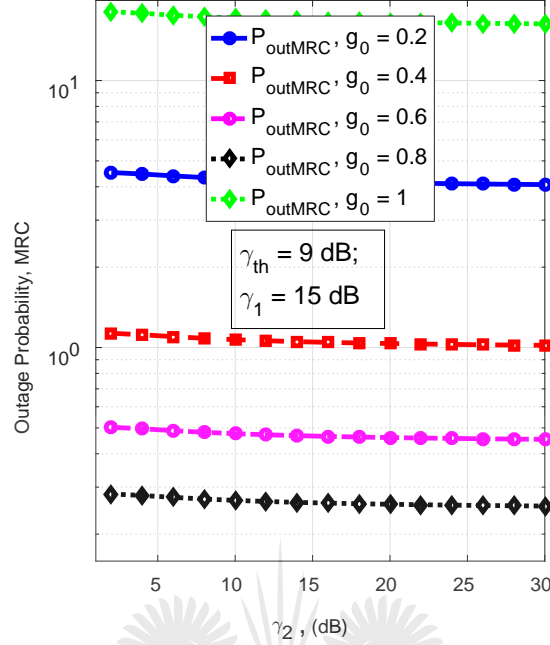 10^1
10^0
Outage Probability, MRC
P_outMRC, g_0 = 0.2
P_outMRC, g_0 = 0.4
P_outMRC, g_0 = 0.6
P_outMRC, g_0 = 0.8
P_outMRC, g_0 = 1
γ_th = 9 dB;
γ_1 = 15 dB
5 10 15 20 25 30
γ_2 , (dB)